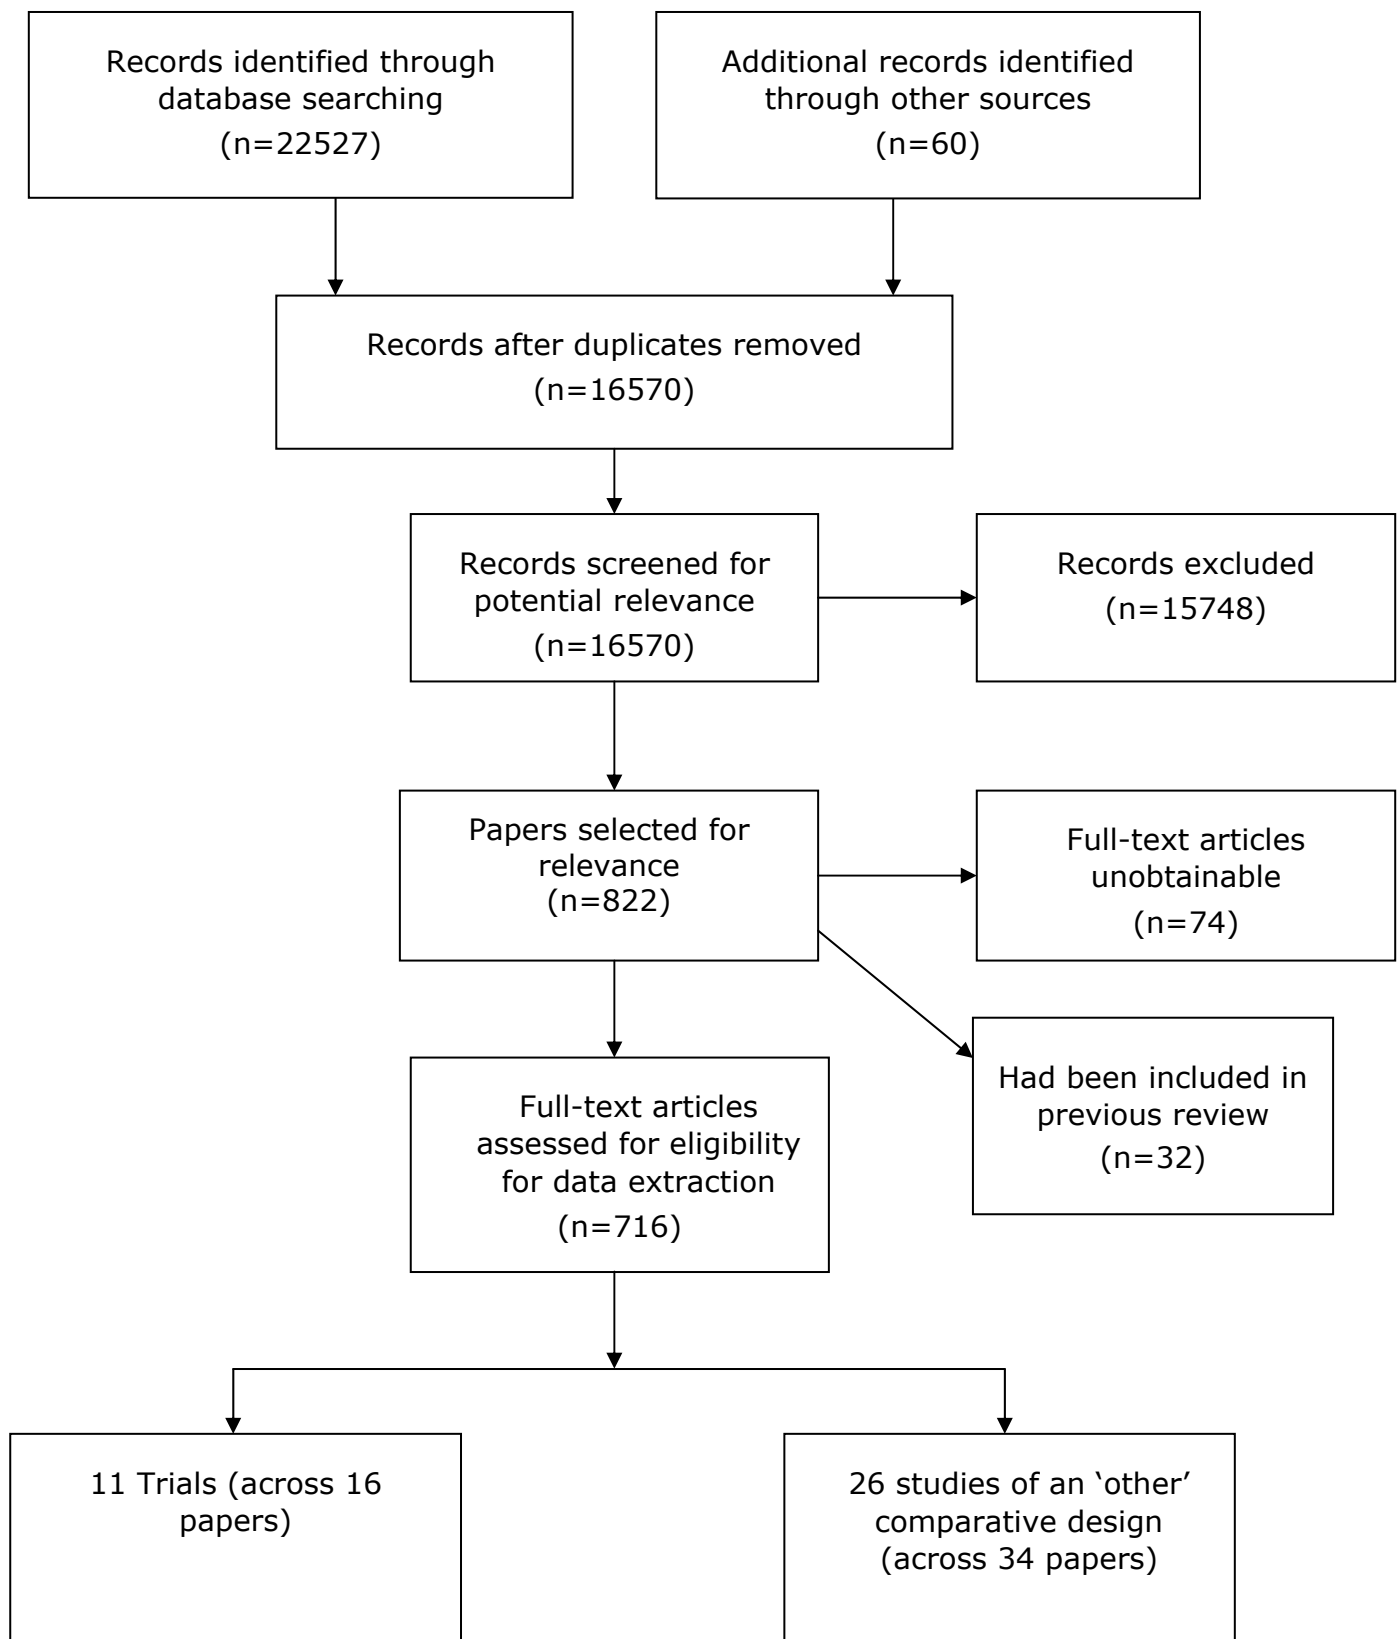 Records identified through
database searching
(n=22527)
Additional records identified
through other sources
(n=60)
Records after duplicates removed
(n=16570)
Records screened for
potential relevance
(n=16570)
Records excluded
(n=15748)
Papers selected for
relevance
(n=822)
Full-text articles
unobtainable
(n=74)
Had been included in
previous review
(n=32)
Full-text articles
assessed for eligibility
for data extraction
(n=716)
11 Trials (across 16
papers)
26 studies of an ‘other’
comparative design
(across 34 papers)